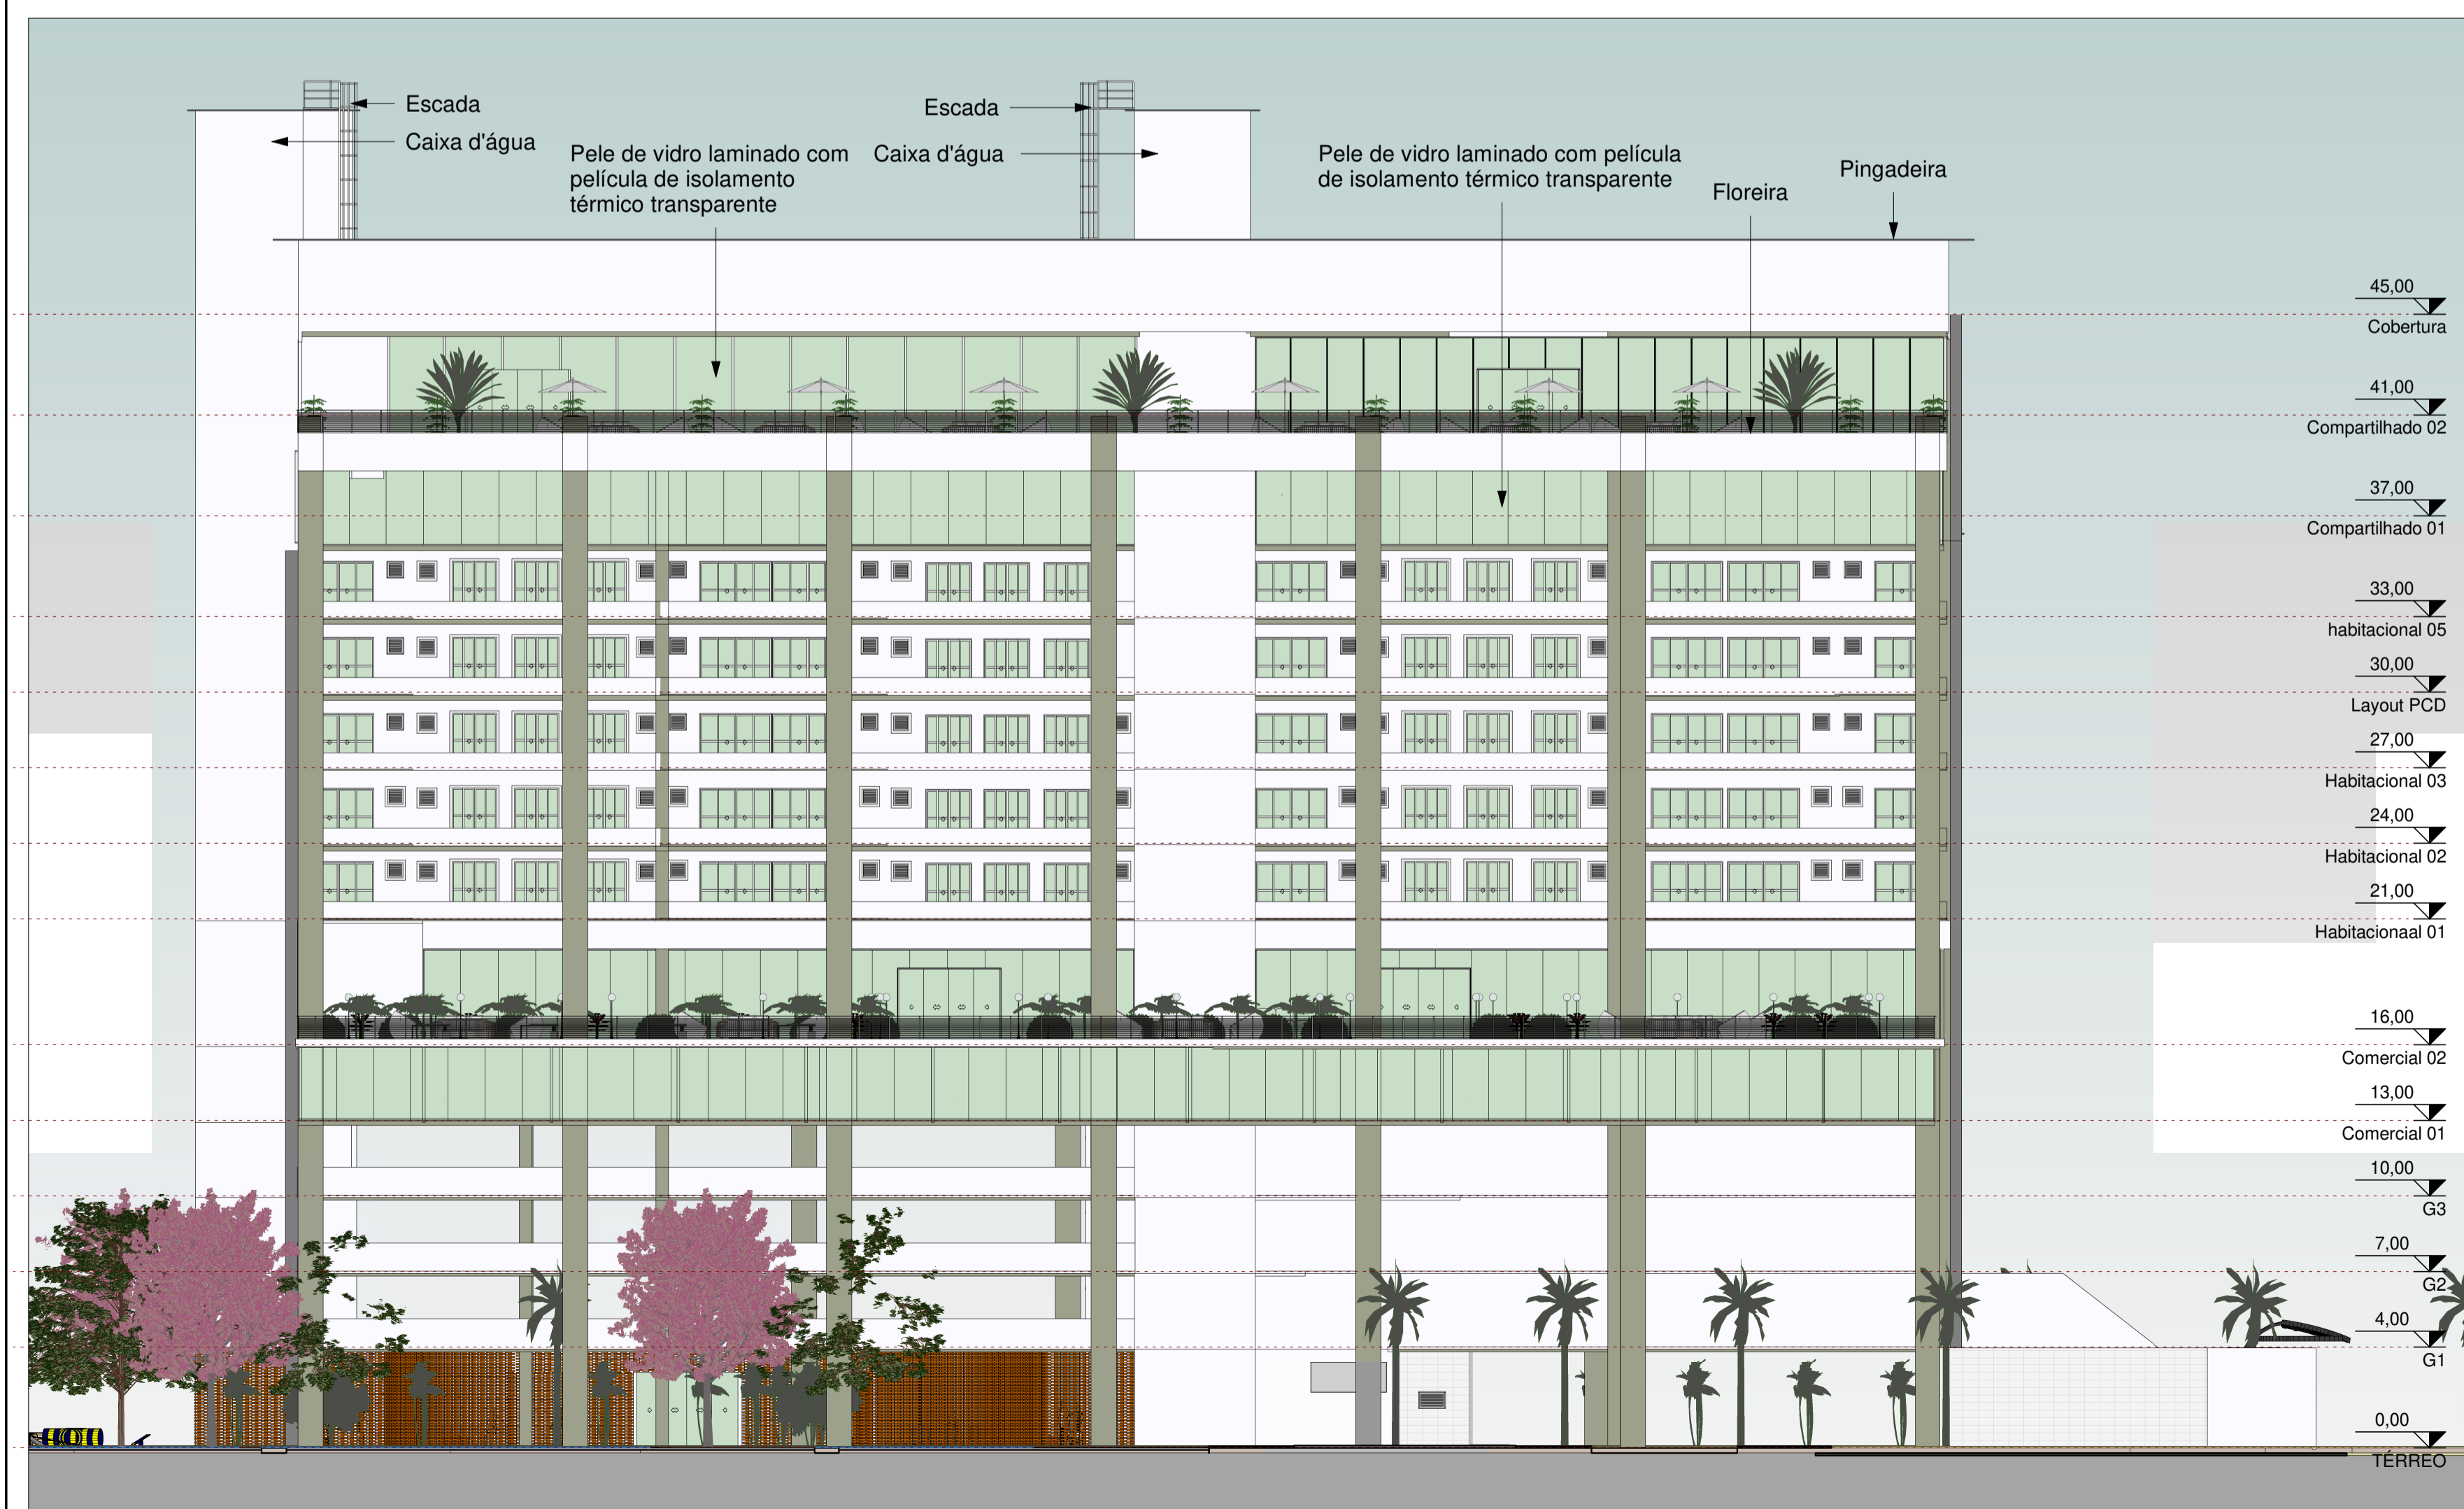 Escada
Caixa d'água
Pele de vidro laminado com
película de isolamento
térmico transparente
Escada
Caixa d'água
Pele de vidro laminado com película
de isolamento térmico transparente
Floreira
Pingadeira
45,00
Cobertura
41,00
Compartilhado 02
37,00
Compartilhado 01
33,00
habitacional 05
30,00
Layout PCD
27,00
Habitacional 03
24,00
Habitacional 02
21,00
Habitacionaal 01
16,00
Comercial 02
13,00
Comercial 01
10,00
G3
7,00
G2
4,00
G1
0,00
TÉRREO